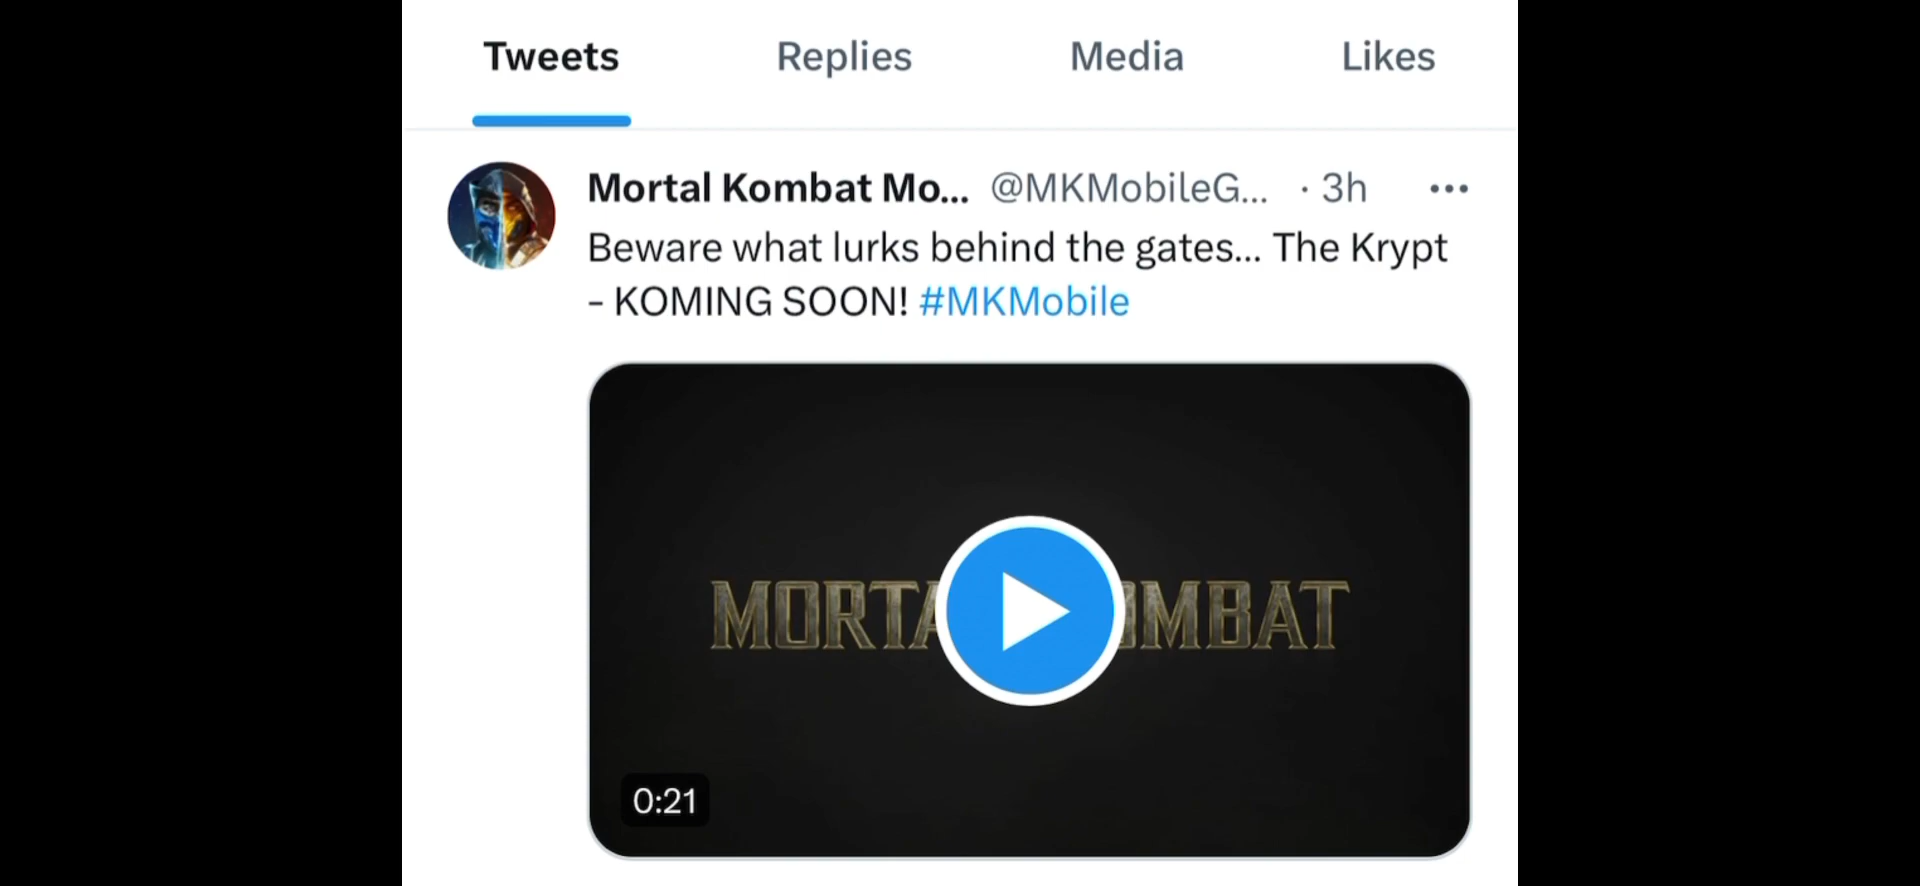 Tweets Replies Media Likes
Mortal Kombat Mo... @MKMobileG... · 3h
Beware what lurks behind the gates... The Krypt
- KOMING SOON! #MKMobile
MORTA OMBAT
0:21